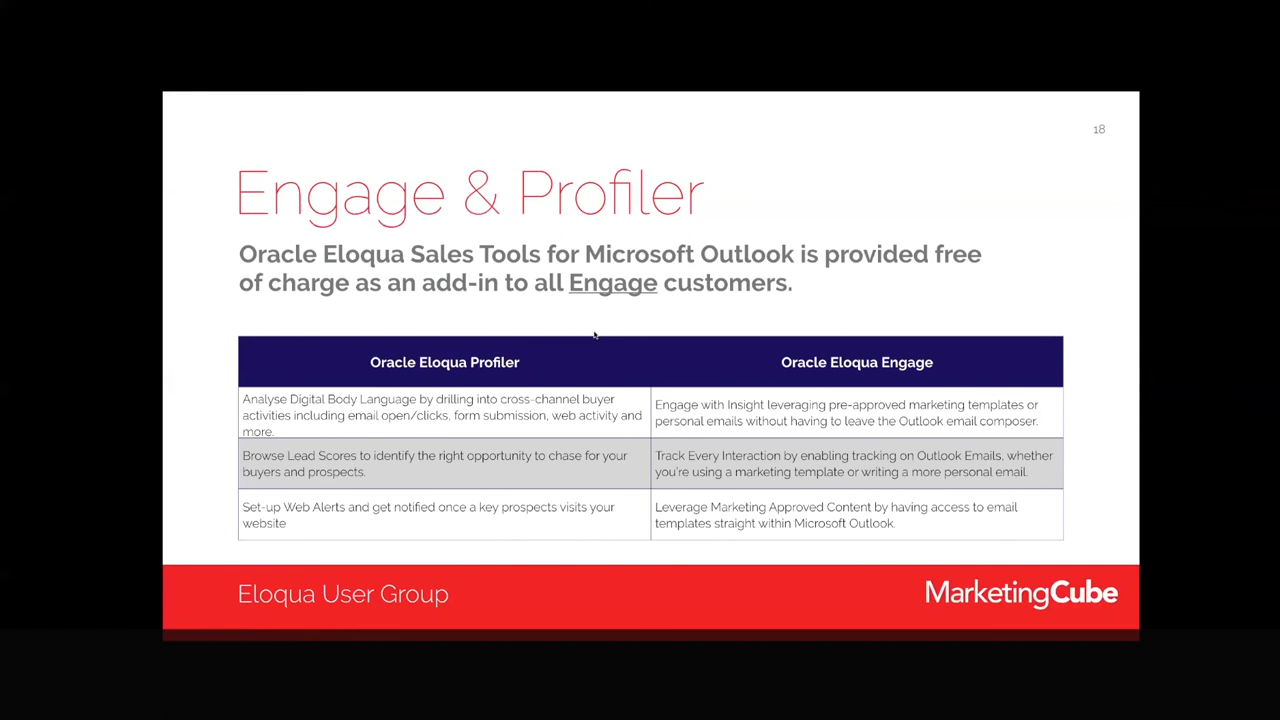 18
Engage & Profiler
Oracle Eloqua Sales Tools for Microsoft Outlook is provided free
of charge as an add-in to all Engage customers.
Oracle Eloqua Profiler
Oracle Eloqua Engage
Analyse Digital Body Language by drilling into cross-channel buyer
activities including email open/clicks, form submission, web activity and
more.
Engage with Insight leveraging pre-approved marketing templates or
personal emails without having to leave the Outlook email composer.
Browse Lead Scores to identify the right opportunity to chase for your
buyers and prospects.
Track Every Interaction by enabling tracking on Outlook Emails, whether
you're using a marketing template or writing a more personal email.
Set-up Web Alerts and get notified once a key prospects visits your
website
Leverage Marketing Approved Content by having access to email
templates straight within Microsoft Outlook.
Eloqua User Group
MarketingCube